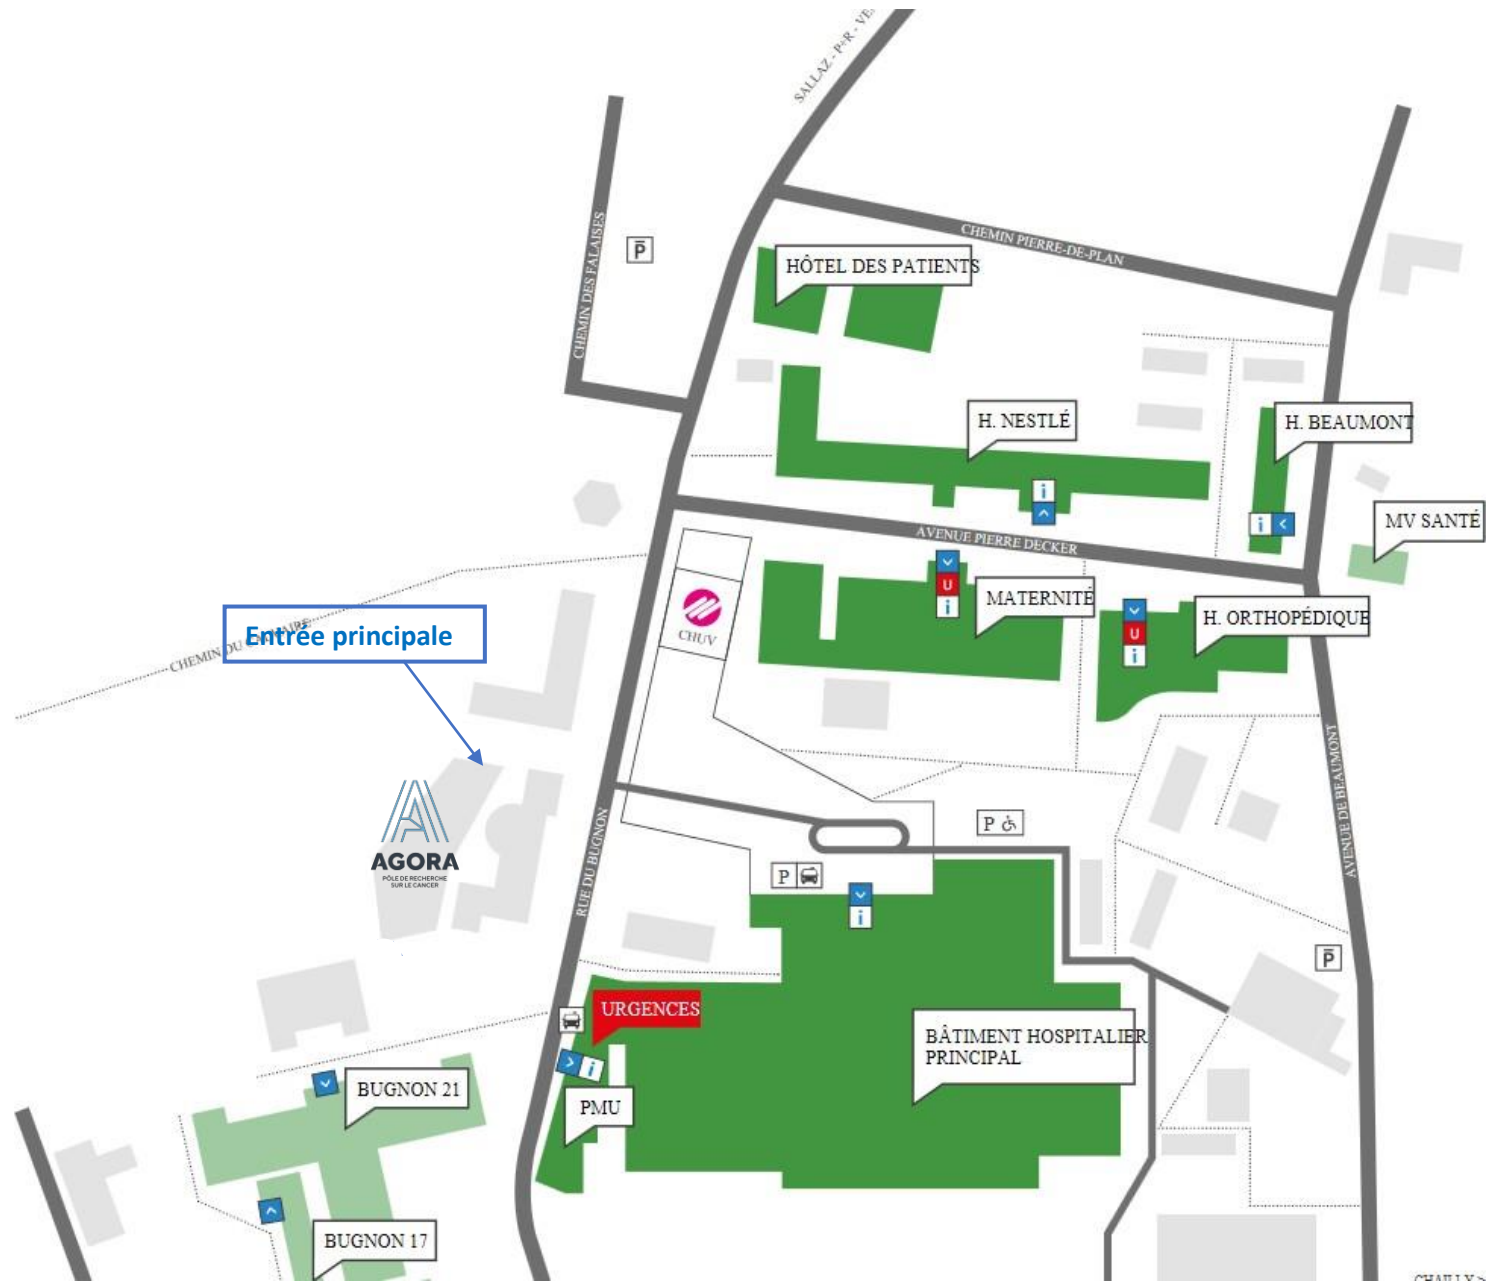 SALLAZ - P+R - VE
CHEMIN DES FALAISES
P
CHEMIN PIERRE-DE-PLAN
HÔTEL DES PATIENTS
H. NESTLÉ
H. BEAUMONT
i
i
MV SANTÉ
AVENUE PIERRE DECKER
U
i
MATERNITÉ
U
i
H. ORTHOPÉDIQUE
CHUV
Entrée principale
CHEMIN DU
AIRE
AGORA
PÔLE DE RECHERCHE
SUR LE CANCER
RUE DU BUGNON
AVENUE DE BEAUMONT
P
P
i
P
URGENCES
i
BÂTIMENT HOSPITALIER
PRINCIPAL
PMU
BUGNON 21
BUGNON 17
CHAILLY >